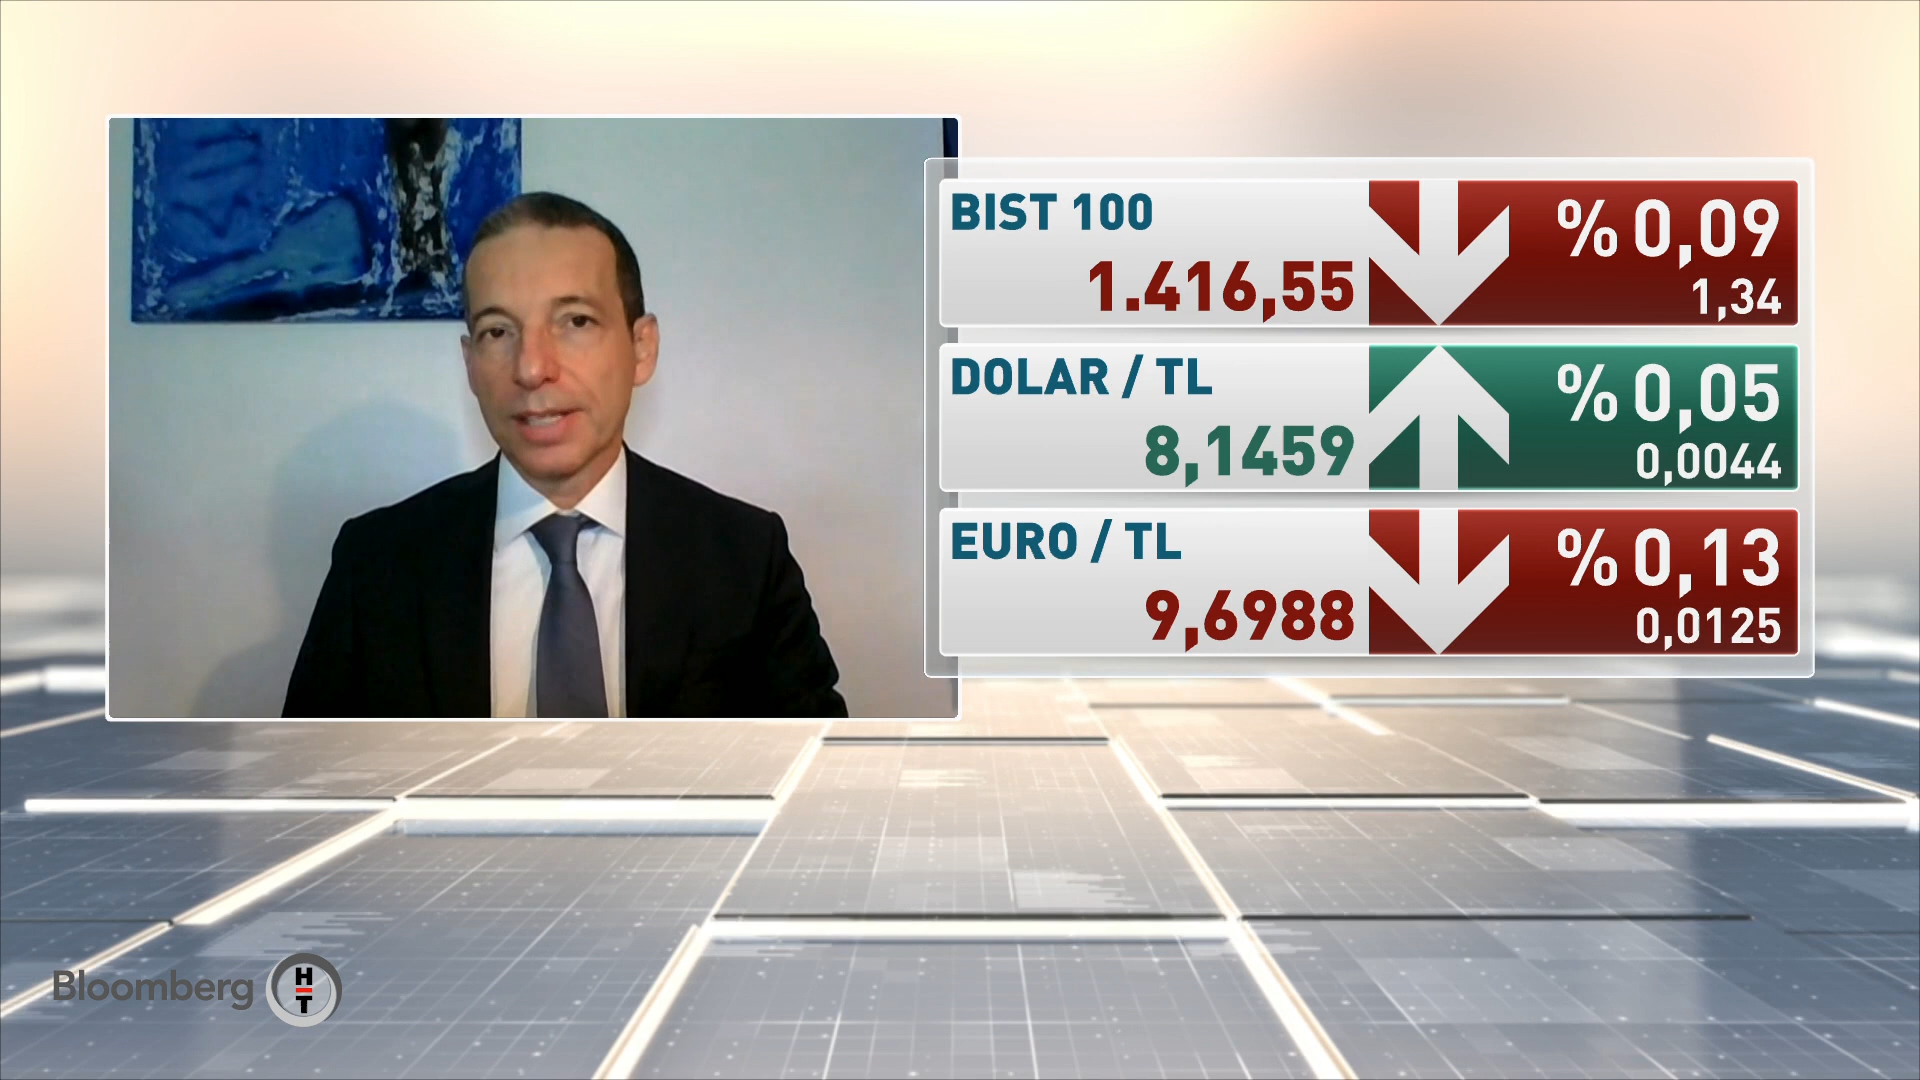 BIST 100
% 0,09
1.416,55
1,34
DOLAR / TL
% 0,05
8,1459
0,0044
EURO / TL
% 0,13
9,6988
0,0125
Bloomberg HT